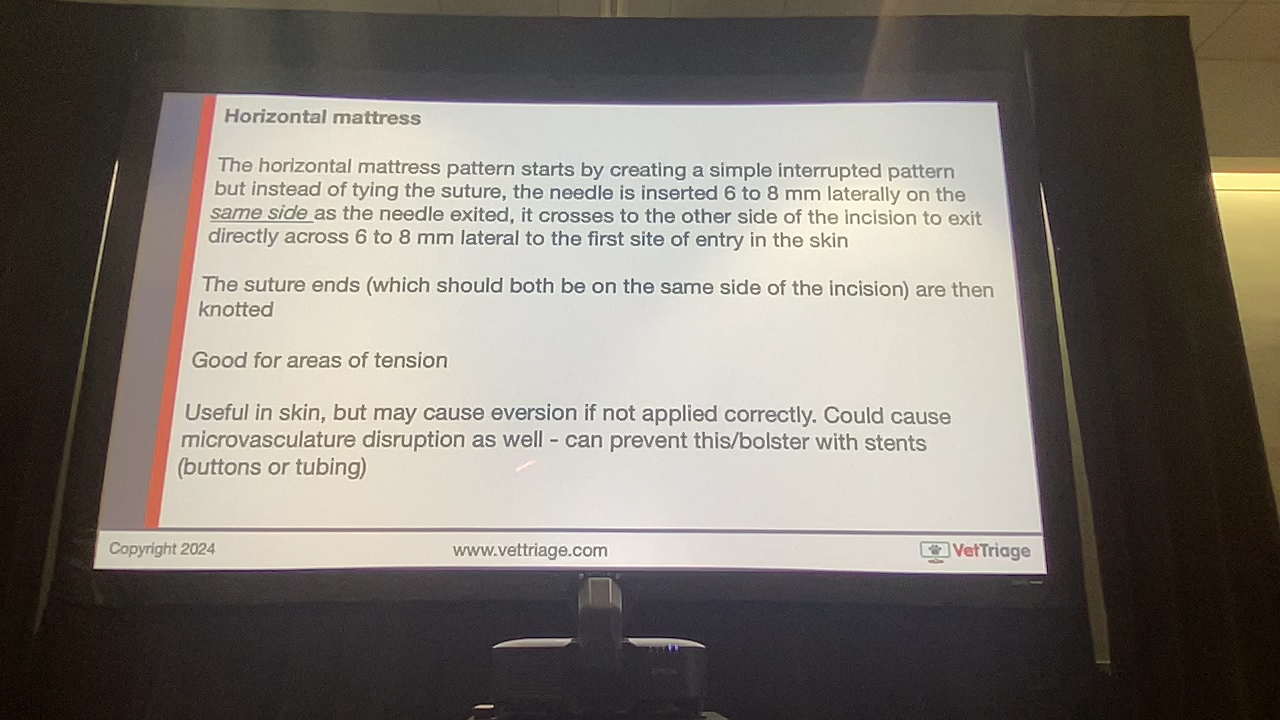 Horizontal mattress
The horizontal mattress pattern starts by creating a simple interrupted pattern
but instead of tying the suture, the needle is inserted 6 to 8 mm laterally on the
same side as the needle exited, it crosses to the other side of the incision to exit
directly across 6 to 8 mm lateral to the first site of entry in the skin
The suture ends (which should both be on the same side of the incision) are then
knotted
Good for areas of tension
Useful in skin, but may cause eversion if not applied correctly. Could cause
microvasculature disruption as well - can prevent this/bolster with stents
(buttons or tubing)
Copyright 2024
www.vettriage.com
VetTriage